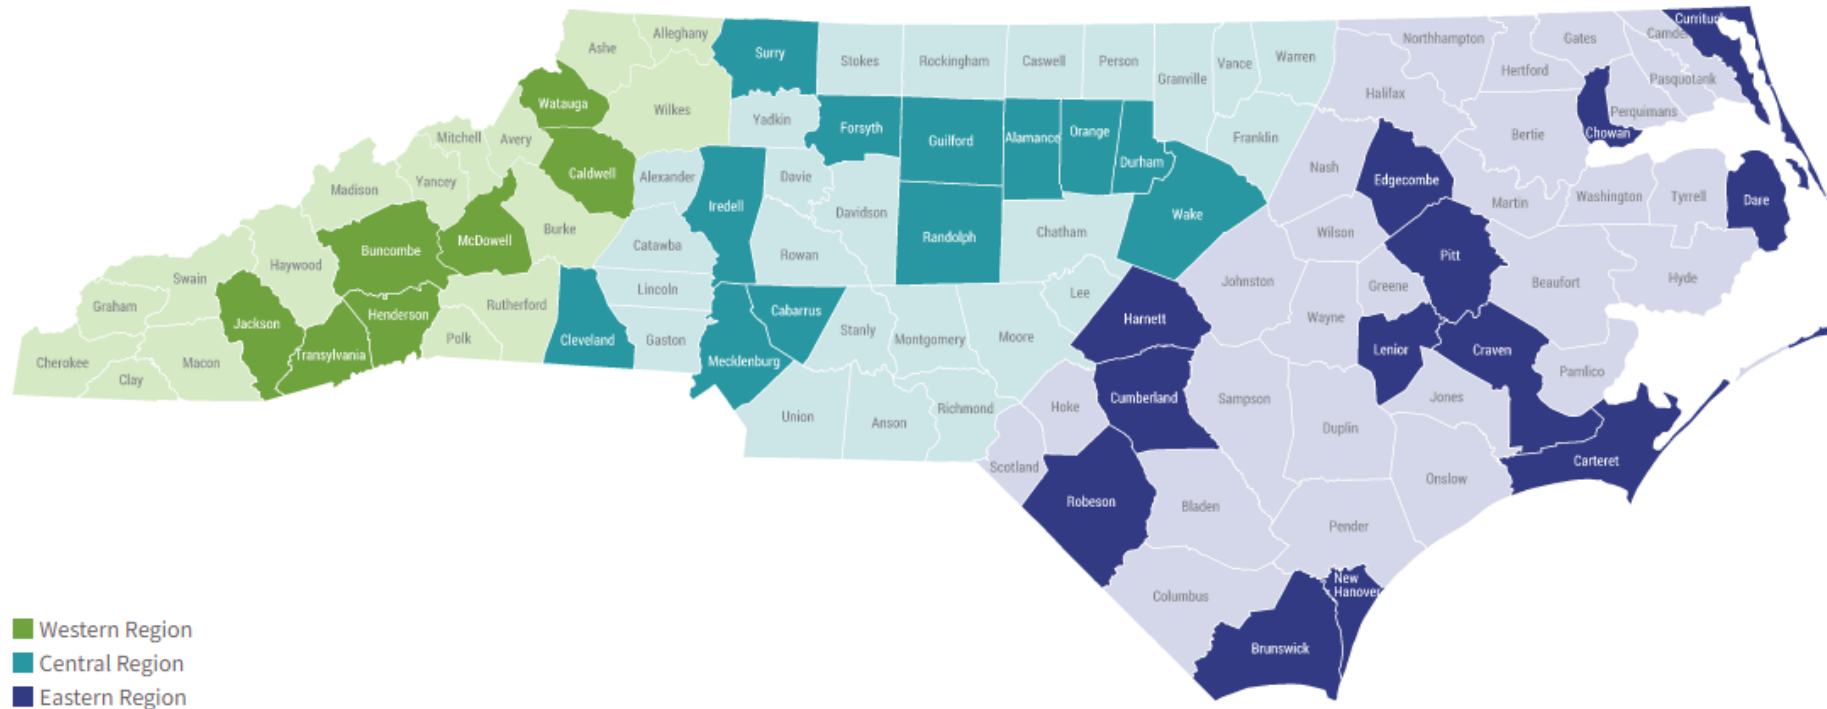 Currituck
Alleghany
Ashe
Surry
Stokes
Rockingham
Caswell
Person
Granville
Vance
Warren
Northhampton
Gates
Camden
Hertford
Pasquotank
Halifax
Perquimans
Watauga
Wilkes
Yadkin
Forsyth
Guilford
Alamance
Orange
Durham
Franklin
Bertie
Chowan
Mitchell
Avery
Caldwell
Alexander
Davie
Nash
Edgecombe
Madison
Yancey
Iredell
Davidson
Wake
Martin
Washington
Tyrrell
Dare
Buncombe
McDowell
Burke
Catawba
Rowan
Randolph
Chatham
Wilson
Pitt
Swain
Haywood
Graham
Rutherford
Lincoln
Lee
Johnston
Greene
Beaufort
Hyde
Jackson
Henderson
Polk
Cleveland
Gaston
Cabarrus
Stanly
Montgomery
Moore
Harnett
Wayne
Lenior
Craven
Cherokee
Clay
Macon
Transylvania
Mecklenburg
Pamlico
Union
Anson
Richmond
Hoke
Cumberland
Sampson
Duplin
Jones
Scotland
Robeson
Bladen
Onslow
Carteret
Pender
Columbus
New
Hanover
Brunswick
Western Region
Central Region
Eastern Region